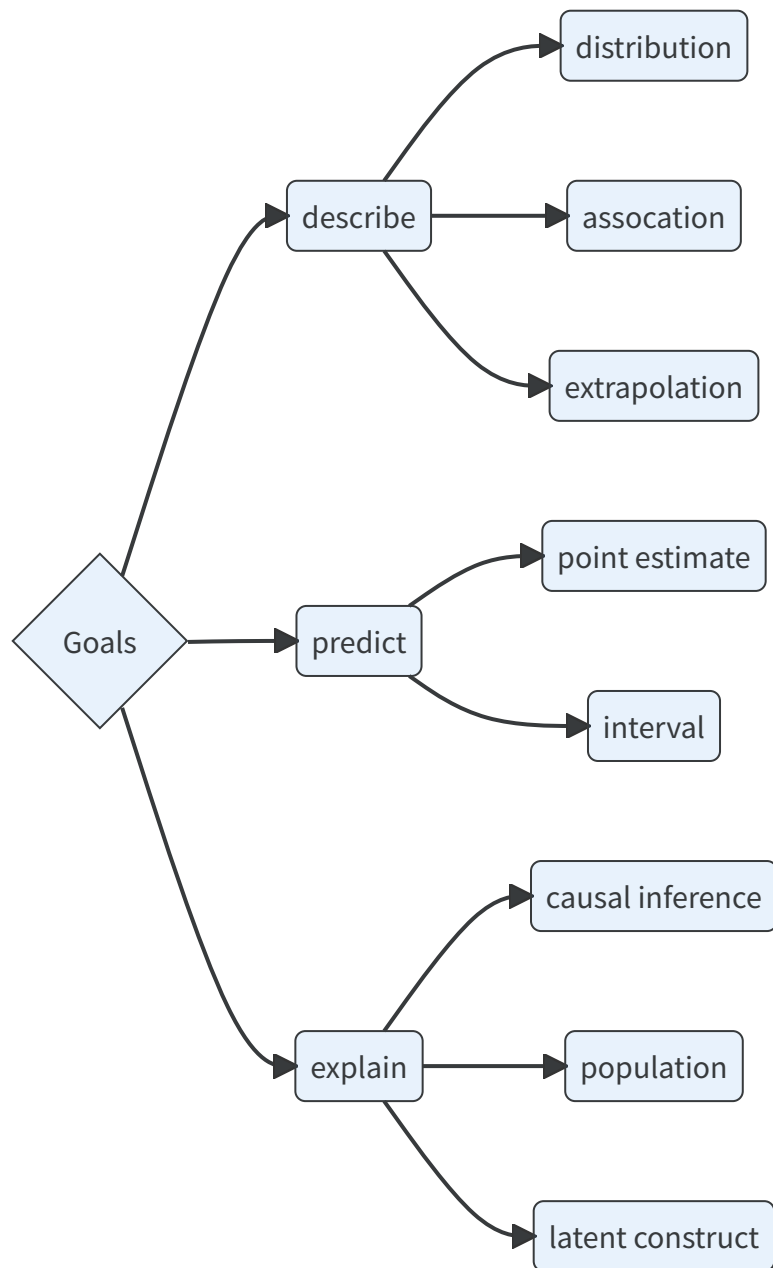 distribution
describe
assocation
extrapolation
point estimate
Goals
predict
interval
causal inference
explain
population
latent construct